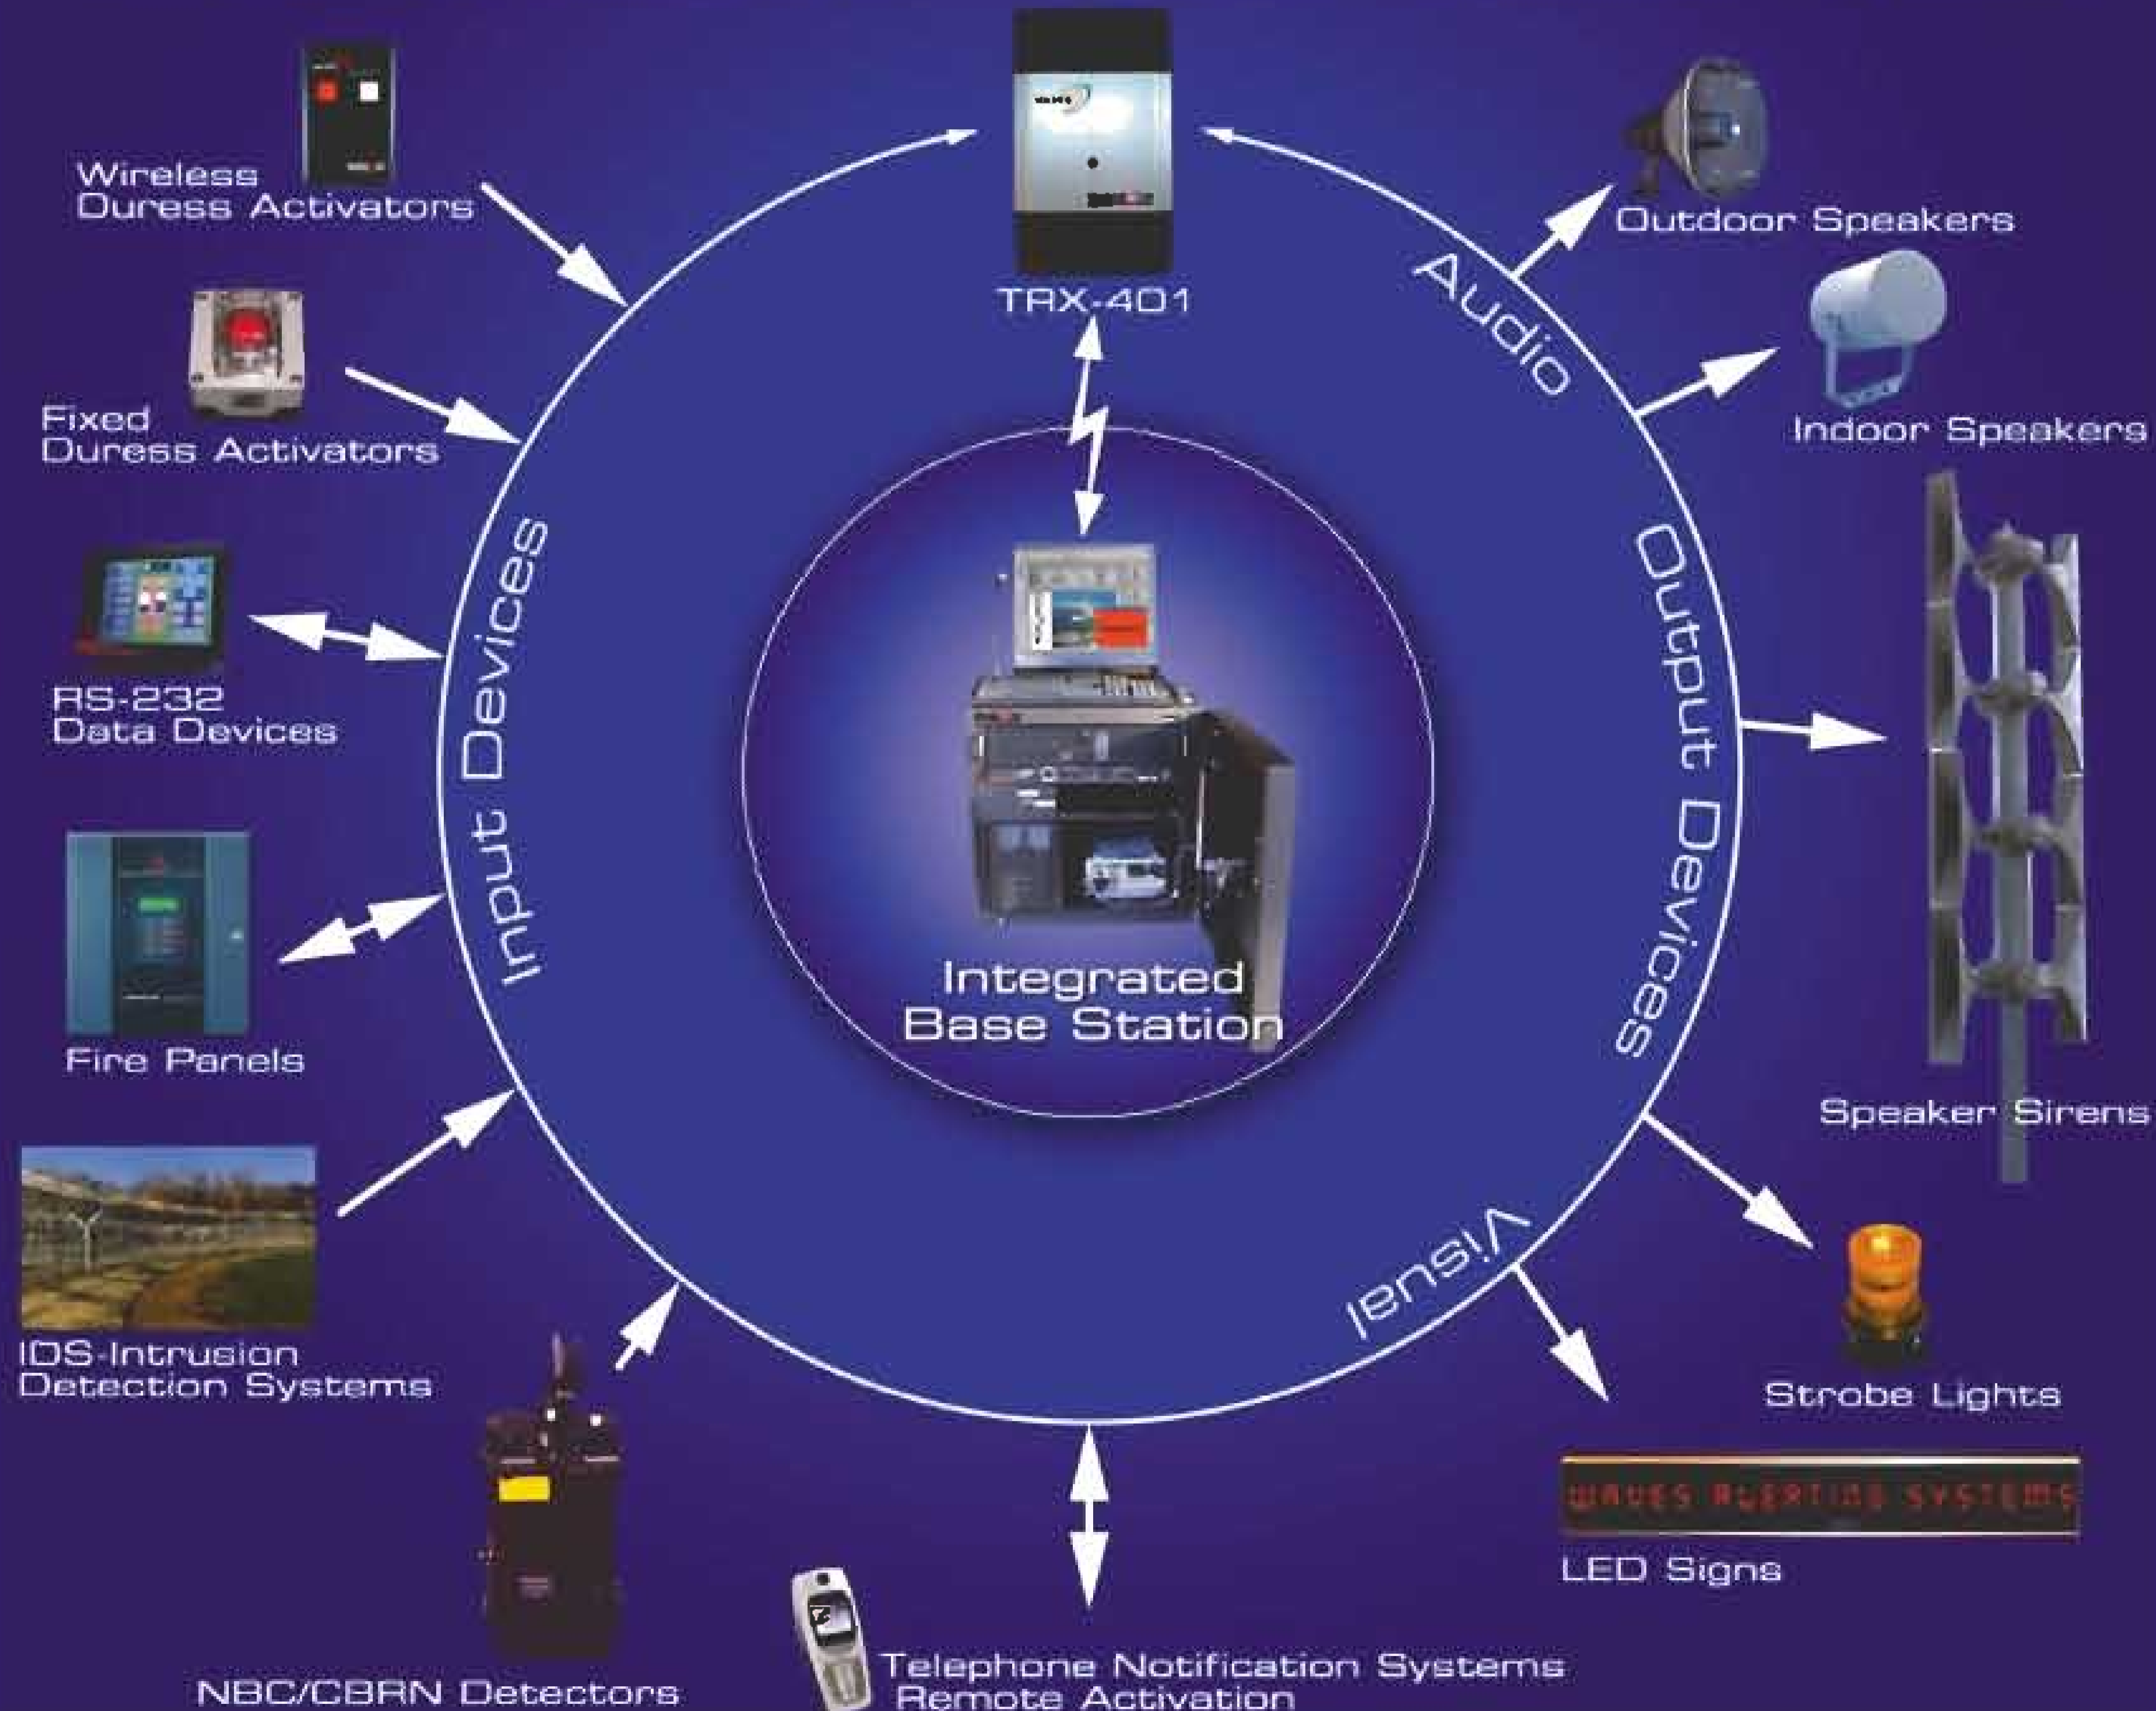 TRX-401
Wireless
Duress Activators
Fixed
Duress Activators
RS-232
Data Devices
Fire Panels
IDS-Intrusion
Detection Systems
NBC/CBRN Detectors
Input Devices
Integrated
Base Station
Audio
Output Devices
Visual
Outdoor Speakers
Indoor Speakers
Speaker Sirens
Strobe Lights
WAVES ALERTING SYSTEMS
LED Signs
Telephone Notification Systems
Remote Activation